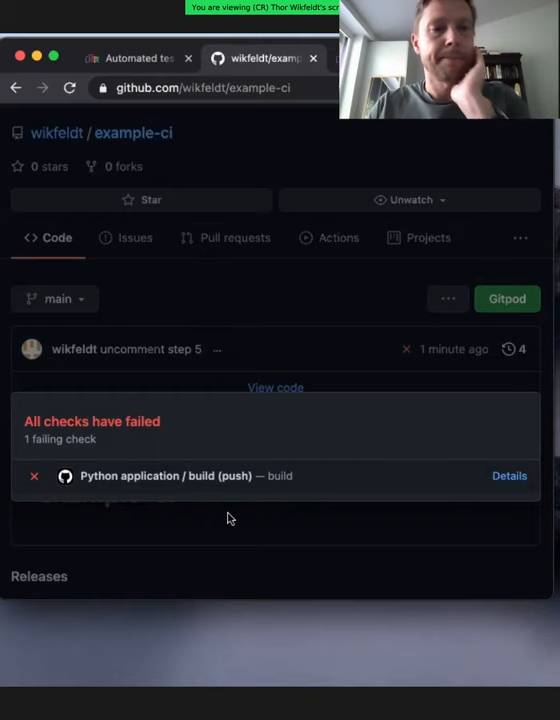 You are viewing (CR) Thor Wikfeldt's scr
Automated tes
wikfeldt/examp
github.com/wikfeldt/example-ci
wikfeldt / example-ci
0 stars 0 forks
Star Unwatch
Code Issues Pull requests Actions Projects ...
main ... Gitpod
wikfeldt uncomment step 5 ... 1 minute ago 4
View code
All checks have failed
1 failing check
Python application / build (push) — build Details
Releases